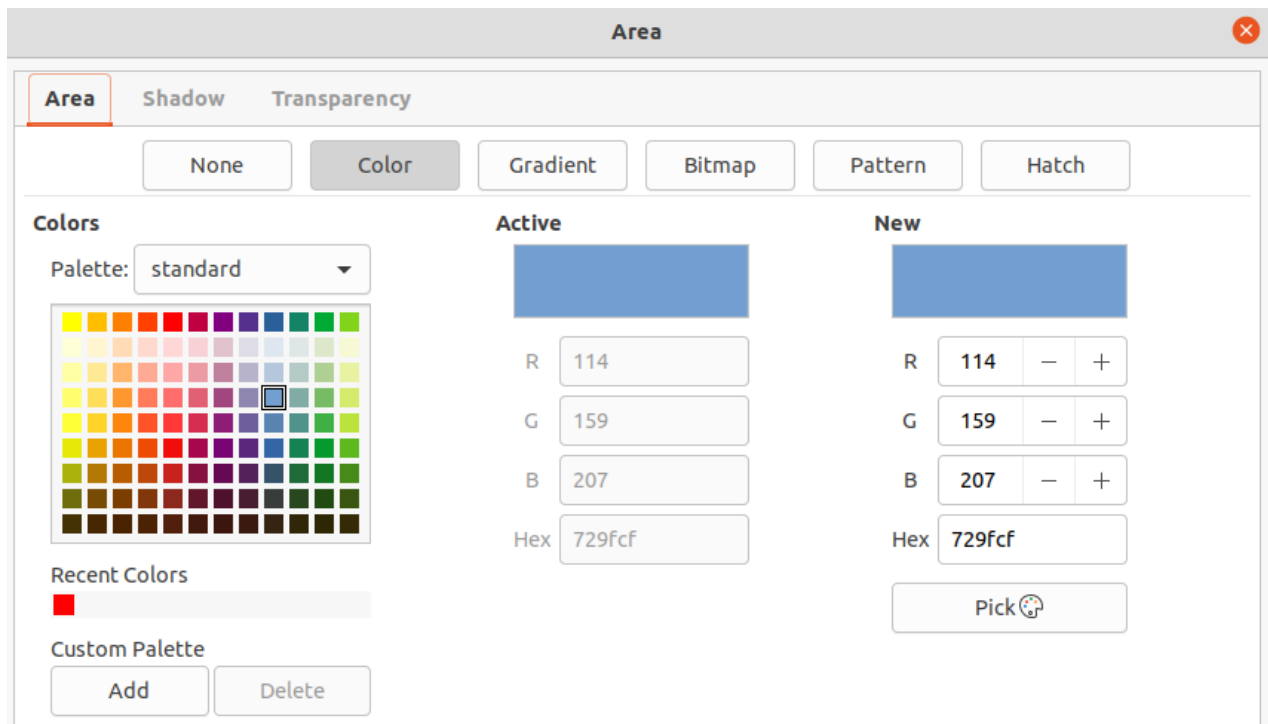 Area
Area Shadow Transparency
None Color Gradient Bitmap Pattern Hatch
Colors Active New
Palette: standard
R 114 R 114 − +
G 159 G 159 − +
B 207 B 207 − +
Hex 729fcf Hex 729fcf
Recent Colors
Pick
Custom Palette
Add Delete